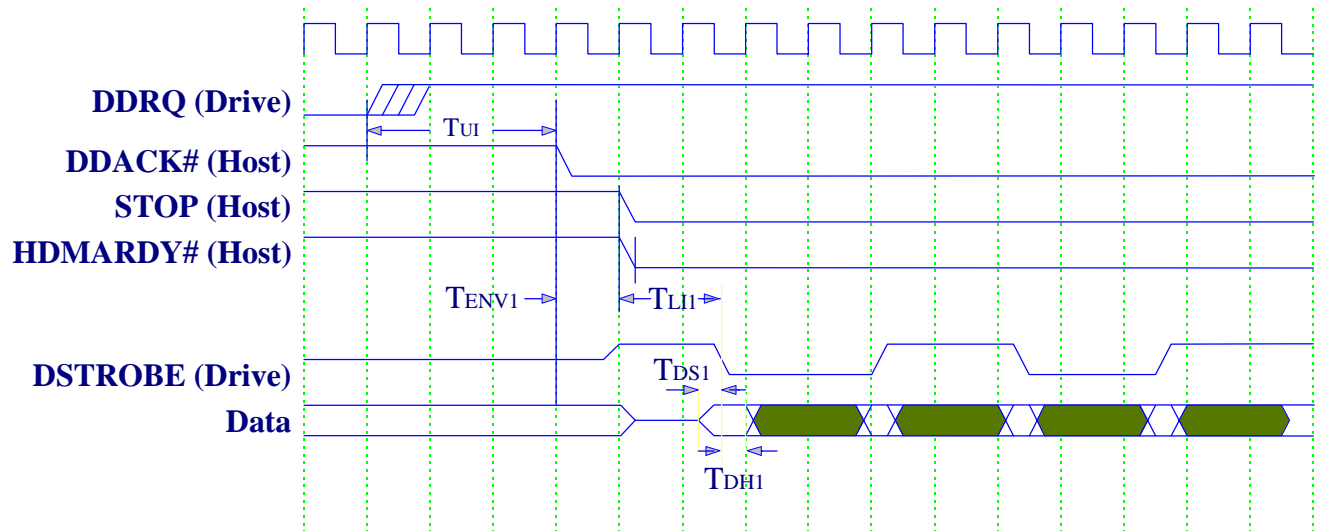 DDRQ (Drive)
TUI
DDACK# (Host)
STOP (Host)
HDMARDY# (Host)
TENV1
TLI1
DSTROBE (Drive)
TDS1
Data
TDH1